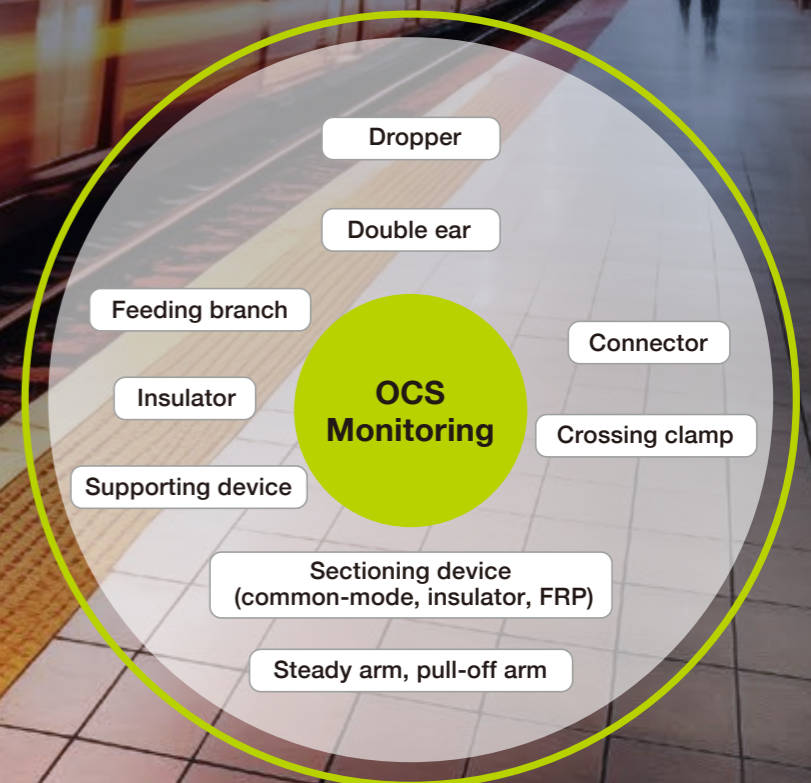 Dropper
Double ear
Feeding branch
Connector
Insulator
OCS
Monitoring
Crossing clamp
Supporting device
Sectioning device
(common-mode, insulator, FRP)
Steady arm, pull-off arm